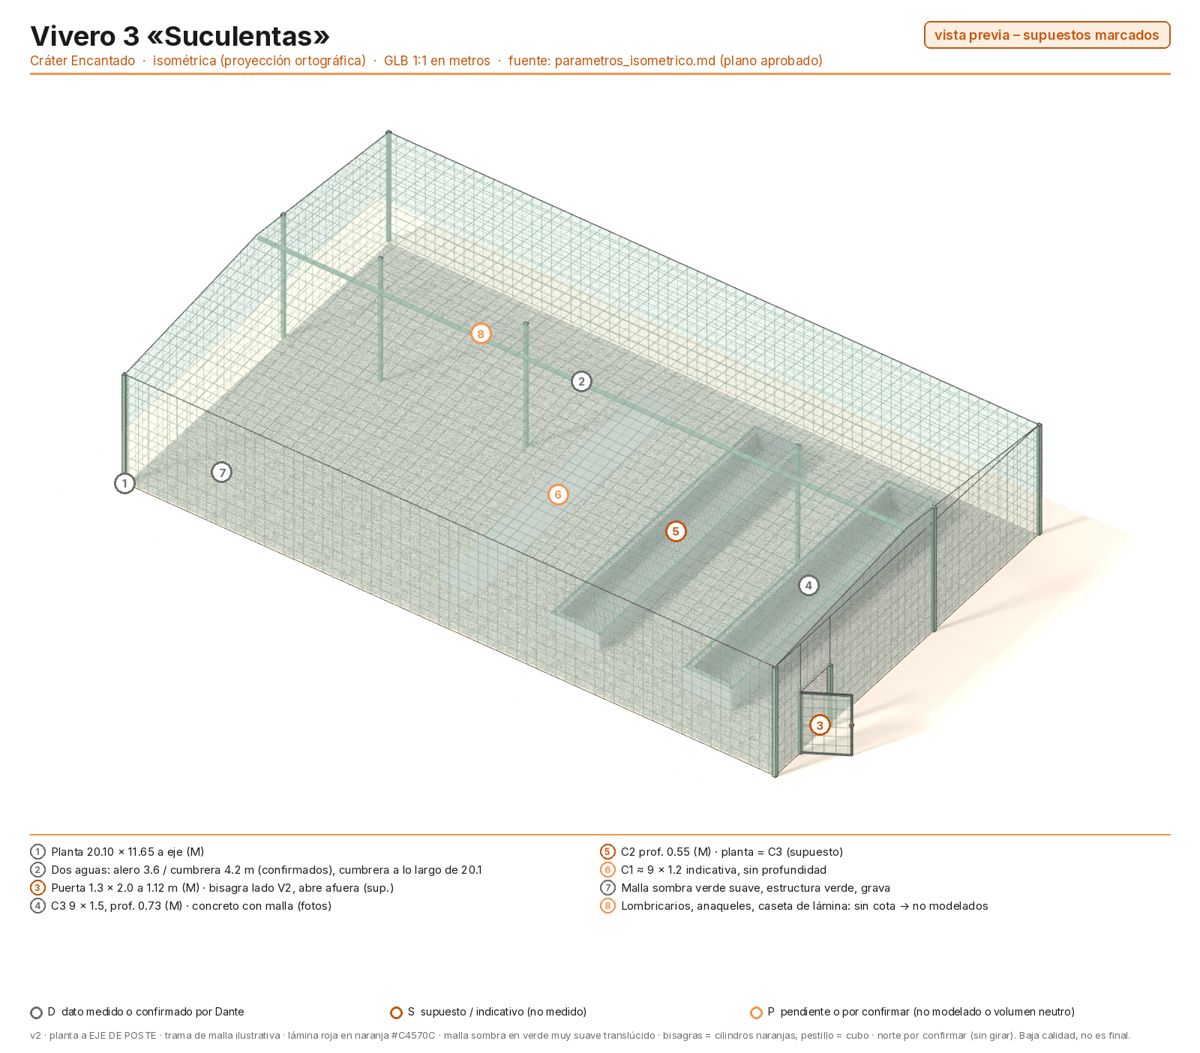 Vivero 3 «Suculentas»
vista previa – supuestos marcados
Cráter Encantado · isométrica (proyección ortográfica) · GLB 1:1 en metros · fuente: parametros_isometrico.md (plano aprobado)
8
2
7
1
6
5
4
3
1 Planta 20.10 × 11.65 a eje (M)
2 Dos aguas: alero 3.6 / cumbrera 4.2 m (confirmados), cumbrera a lo largo de 20.1
3 Puerta 1.3 × 2.0 a 1.12 m (M) · bisagra lado V2, abre afuera (sup.)
4 C3 9 × 1.5, prof. 0.73 (M) · concreto con malla (fotos)
5 C2 prof. 0.55 (M) · planta = C3 (supuesto)
6 C1 ≈ 9 × 1.2 indicativa, sin profundidad
7 Malla sombra verde suave, estructura verde, grava
8 Lombricarios, anaqueles, caseta de lámina: sin cota → no modelados
D dato medido o confirmado por Dante
S supuesto / indicativo (no medido)
P pendiente o por confirmar (no modelado o volumen neutro)
v2 · planta a EJE DE POSTE · trama de malla ilustrativa · lámina roja en naranja #C4570C · malla sombra en verde muy suave translúcido · bisagras = cilindros naranjas, pestillo = cubo · norte por confirmar (sin girar). Baja calidad, no es final.